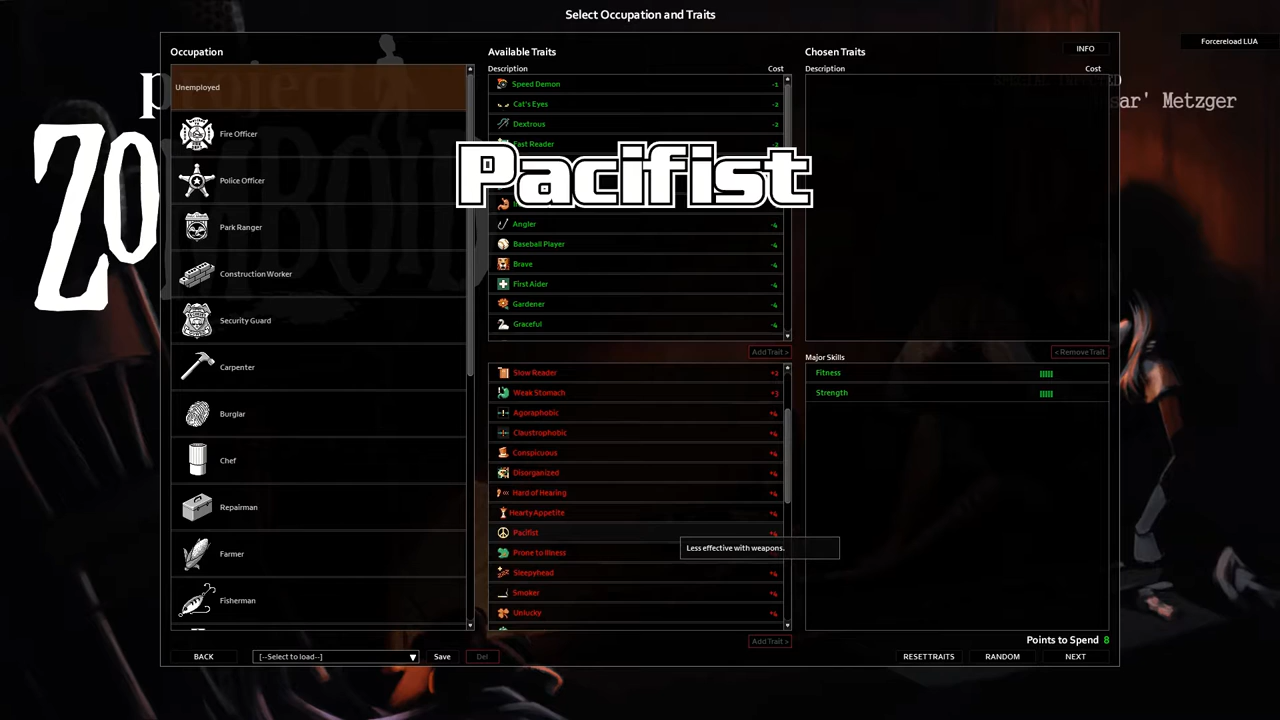 Select Occupation and Traits
Occupation
Available Traits
Chosen Traits
INFO
Forcereload LUA
Description Cost
Description Cost
Unemployed
Fire Officer
Police Officer
Park Ranger
Construction Worker
Security Guard
Carpenter
Burglar
Chef
Repairman
Farmer
Fisherman
Speed Demon -1
Cat's Eyes -2
Dextrous -2
Fast Reader -2
Pacifist
Angler -4
Baseball Player -4
Brave -4
First Aider -4
Gardener -4
Graceful -4
Add Trait >
< Remove Trait
Slow Reader +2
Weak Stomach +3
Agoraphobic +4
Claustrophobic +4
Conspicuous +4
Disorganized +4
Hard of Hearing +4
Hearty Appetite +4
Pacifist +4
Less effective with weapons.
Prone to Illness
Sleepyhead +4
Smoker +4
Unlucky +4
Add Trait >
Major Skills
Fitness
Strength
Points to Spend 8
BACK
[--Select to load--]
Save
Del
RESET TRAITS
RANDOM
NEXT
Metzger